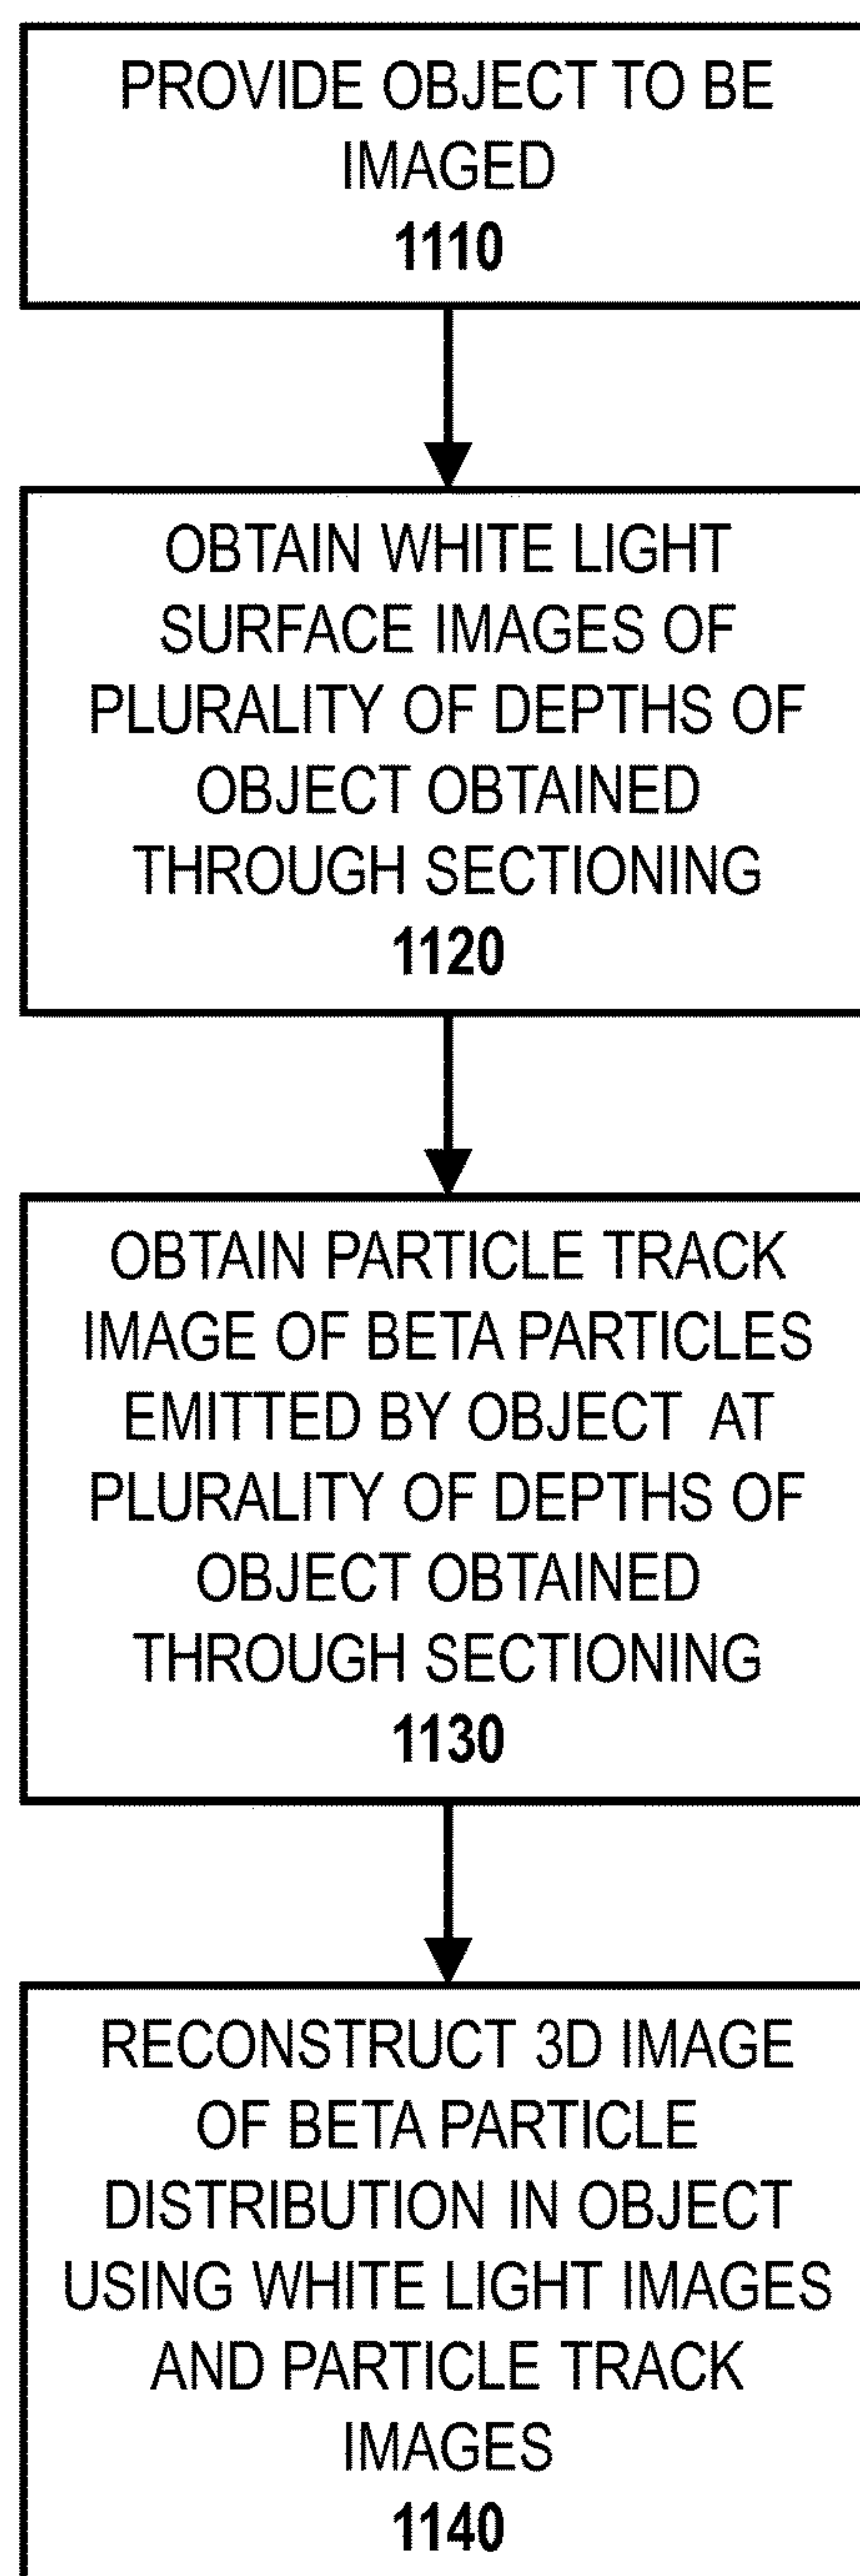 PROVIDE OBJECT TO BE
IMAGED
1110
OBTAIN WHITE LIGHT
SURFACE IMAGES OF
PLURALITY OF DEPTHS OF
OBJECT OBTAINED
THROUGH SECTIONING
1120
OBTAIN PARTICLE TRACK
IMAGE OF BETA PARTICLES
EMITTED BY OBJECT AT
PLURALITY OF DEPTHS OF
OBJECT OBTAINED
THROUGH SECTIONING
1130
RECONSTRUCT 3D IMAGE
OF BETA PARTICLE
DISTRIBUTION IN OBJECT
USING WHITE LIGHT IMAGES
AND PARTICLE TRACK
IMAGES
1140